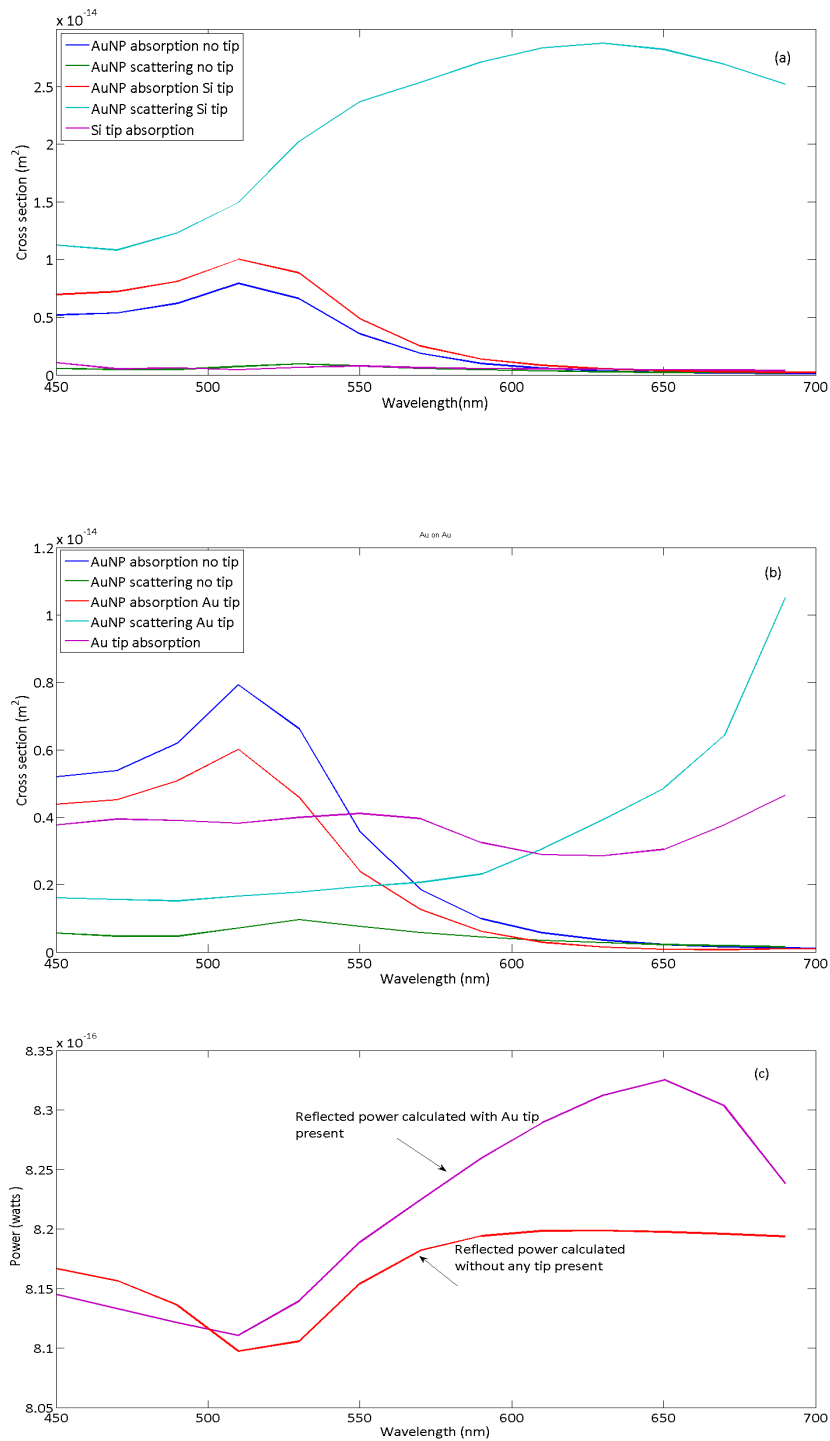 x 10^-14
(a)
AuNP absorption no tip
AuNP scattering no tip
AuNP absorption Si tip
AuNP scattering Si tip
Si tip absorption
2.5
2
1.5
1
0.5
0
Cross section (m^2)
450 500 550 600 650 700
Wavelength(nm)
x 10^-14
Au on Au
(b)
AuNP absorption no tip
AuNP scattering no tip
AuNP absorption Au tip
AuNP scattering Au tip
Au tip absorption
1.2
1
0.8
0.6
0.4
0.2
0
Cross section (m^2)
450 500 550 600 650 700
Wavelength (nm)
x 10^-16
(c)
8.35
8.3
8.25
8.2
8.15
8.1
8.05
Power (watts)
Reflected power calculated with Au tip
present
Reflected power calculated
without any tip present
450 500 550 600 650 700
Wavelength (nm)